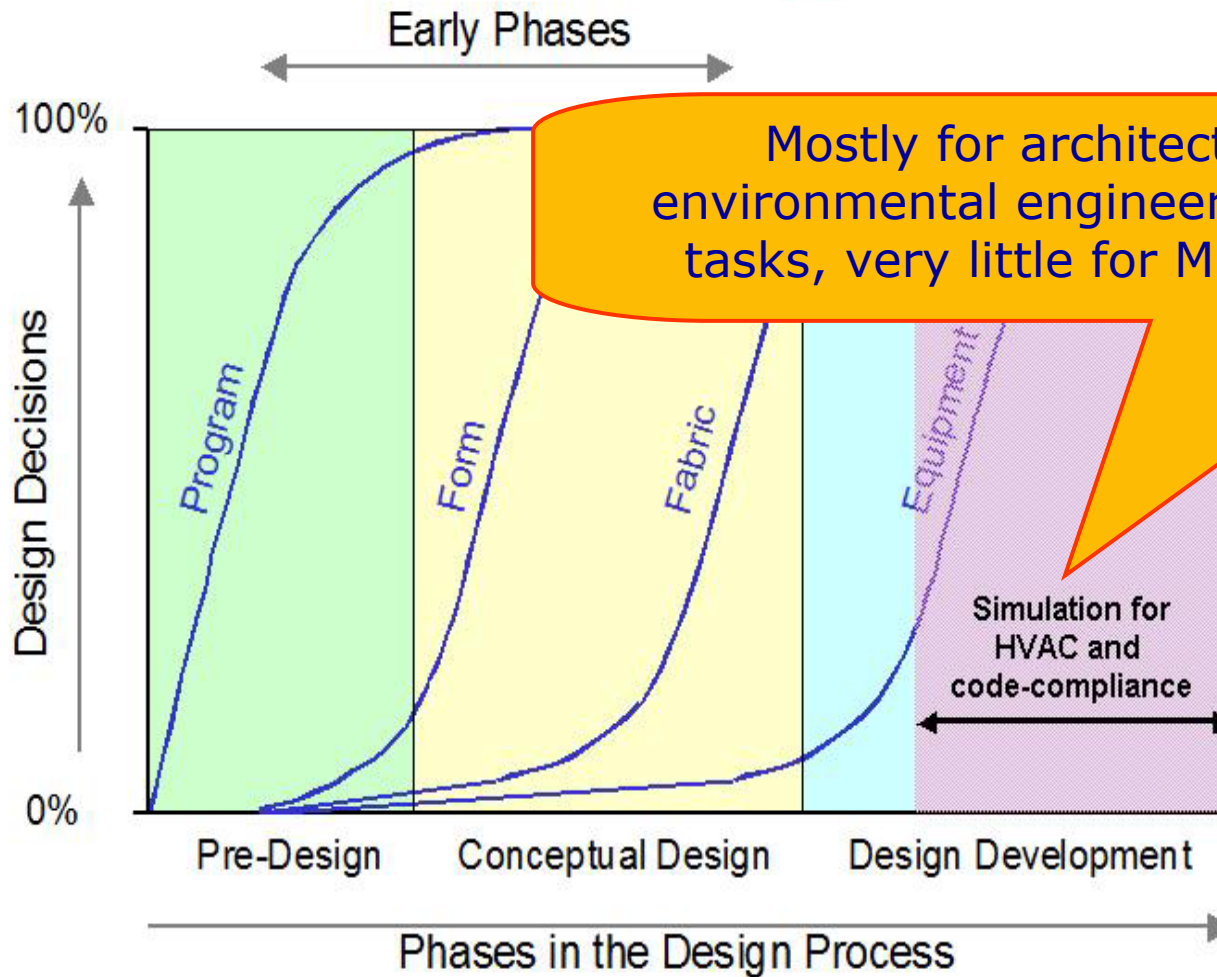 Early Phases
100%
Mostly for architect
environmental engineer
tasks, very little for M
Design Decisions
Program
Form
Fabric
Equipment
Simulation for
HVAC and
code-compliance
0%
Pre-Design
Conceptual Design
Design Development
Phases in the Design Process